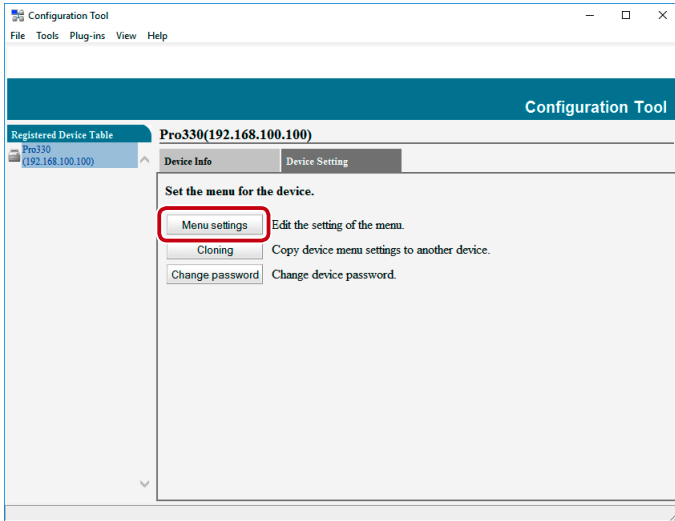 Configuration Tool
File Tools Plug-ins View Help
Configuration Tool
Registered Device Table
Pro330
(192.168.100.100)
Pro330(192.168.100.100)
Device Info Device Setting
Set the menu for the device.
Menu settings Edit the setting of the menu.
Cloning Copy device menu settings to another device.
Change password Change device password.